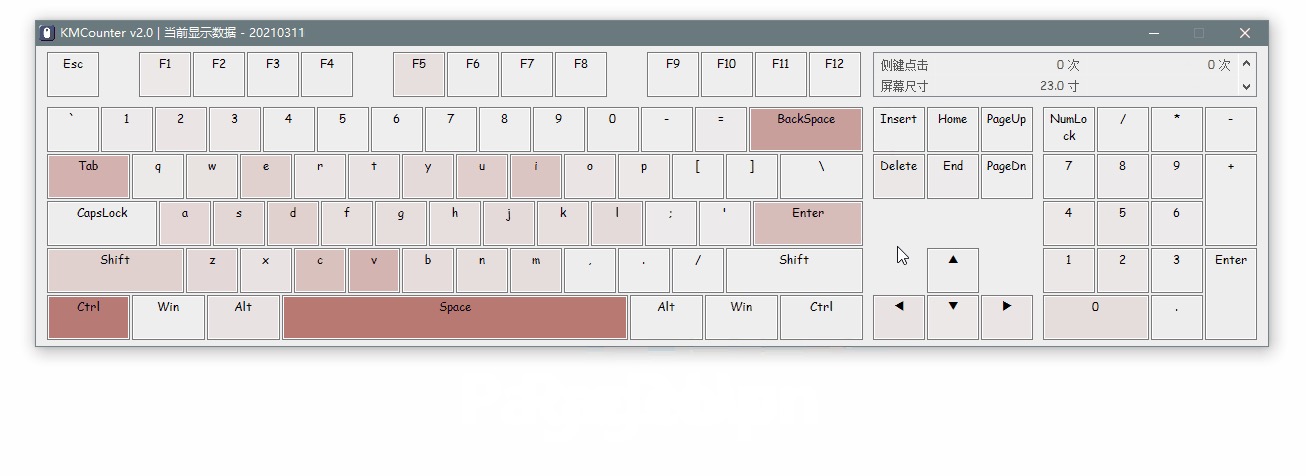 KMCounter v2.0 | 当前显示数据 - 20210311
Esc F1 F2 F3 F4 F5 F6 F7 F8 F9 F10 F11 F12
侧键点击 0 次 0 次
屏幕尺寸 23.0 寸
` 1 2 3 4 5 6 7 8 9 0 - = BackSpace Insert Home PageUp NumLo / * -
ck
Tab q w e r t y u i o p [ ] \ Delete End PageDn 7 8 9 +
CapsLock a s d f g h j k l ; ' Enter 4 5 6
Shift z x c v b n m , . / Shift ▲ 1 2 3 Enter
Ctrl Win Alt Space Alt Win Ctrl ◀ ▼ ▶ 0 .